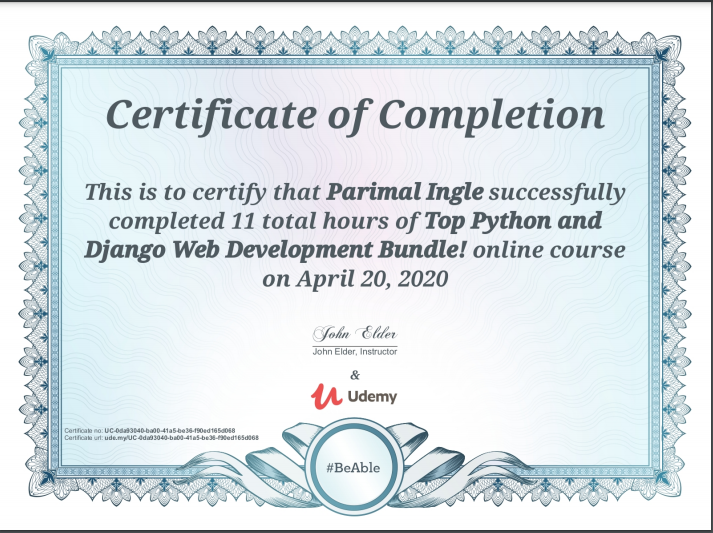 Certificate of Completion
This is to certify that Parimal Ingle successfully
completed 11 total hours of Top Python and
Django Web Development Bundle! online course
on April 20, 2020
John Elder
John Elder, Instructor
&
Udemy
Certificate no: UC-0da93040-ba00-41a5-be36-f90ed165d068
Certificate url: ude.my/UC-0da93040-ba00-41a5-be36-f90ed165d068
#BeAble